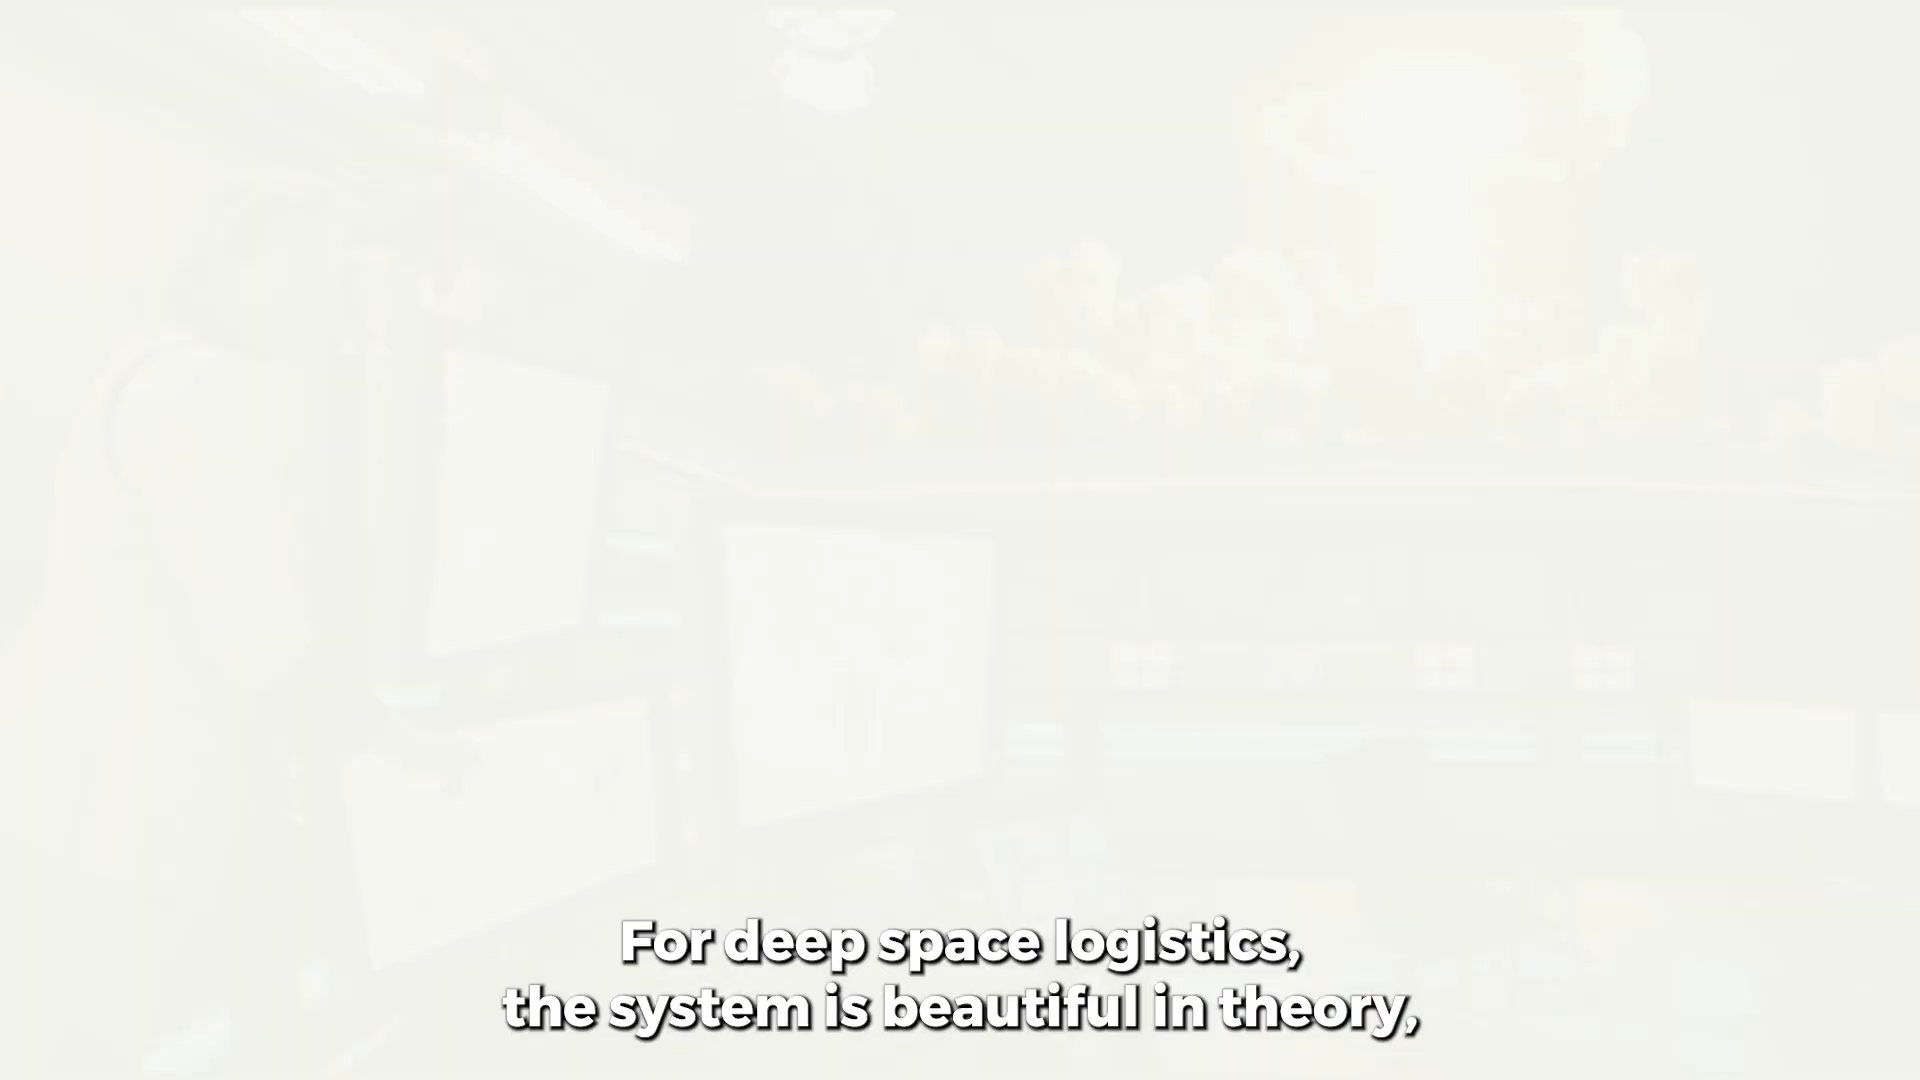 For deep space logistics,
the system is beautiful in theory,